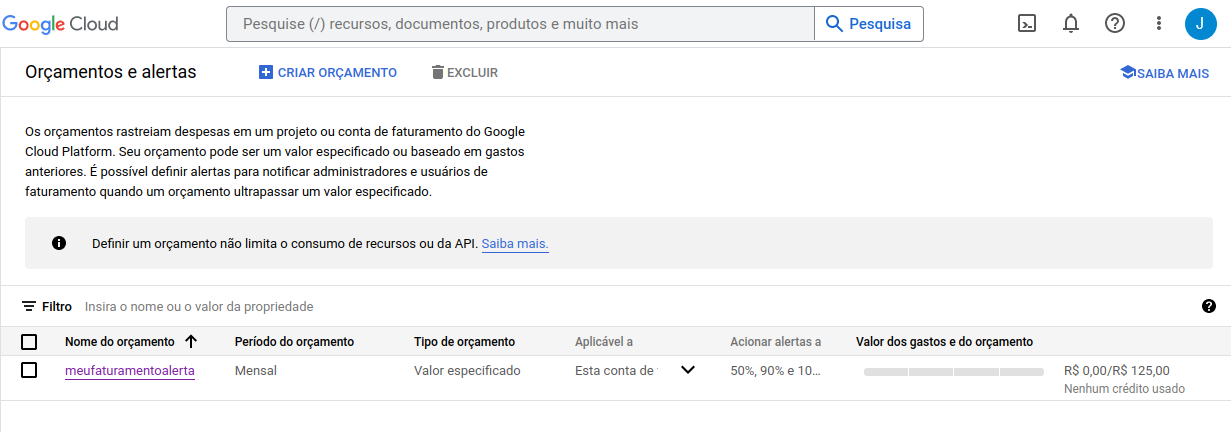 Google Cloud
Pesquise (/) recursos, documentos, produtos e muito mais
Pesquisa
J
Orçamentos e alertas
CRIAR ORÇAMENTO
EXCLUIR
SAIBA MAIS
Os orçamentos rastreiam despesas em um projeto ou conta de faturamento do Google
Cloud Platform. Seu orçamento pode ser um valor especificado ou baseado em gastos
anteriores. É possível definir alertas para notificar administradores e usuários de
faturamento quando um orçamento ultrapassar um valor especificado.
Definir um orçamento não limita o consumo de recursos ou da API. Saiba mais.
Filtro Insira o nome ou o valor da propriedade
Nome do orçamento Período do orçamento Tipo de orçamento Aplicável a Acionar alertas a Valor dos gastos e do orçamento
meufaturamentoalerta Mensal Valor especificado Esta conta de 50%, 90% e 10... R$ 0,00/R$ 125,00
Nenhum crédito usado